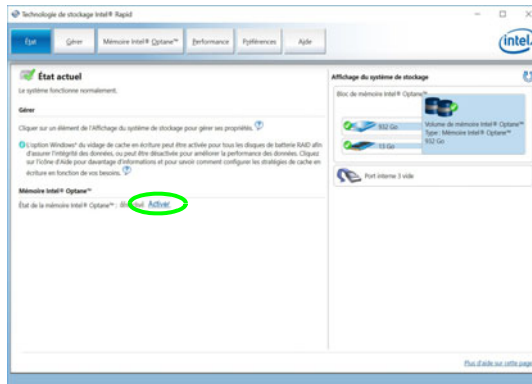 Technologie de stockage Intel® Rapid
État
Gérer
Mémoire Intel® Optane™
Performance
Préférences
Aide
intel
État actuel
Le système fonctionne normalement.
Gérer
Cliquer sur un élément de l'Affichage du système de stockage pour gérer ses propriétés.
L'option Windows* du vidage de cache en écriture peut être activée pour tous les disques de batterie RAID afin
d'assurer l'intégrité des données, ou peut être désactivée pour améliorer la performance des données. Cliquez
sur l'icône d'Aide pour davantage d'informations et pour savoir comment configurer les stratégies de cache en
écriture en fonction de vos besoins.
Mémoire Intel® Optane™
État de la mémoire Intel® Optane™ : Activer
Affichage du système de stockage
Bloc de mémoire Intel® Optane
932 Go
13 Go
Volume de mémoire Intel® Optane™
Type : Mémoire Intel® Optane™
932 Go
Port interne 3 vide
Plus d'aide sur cette page